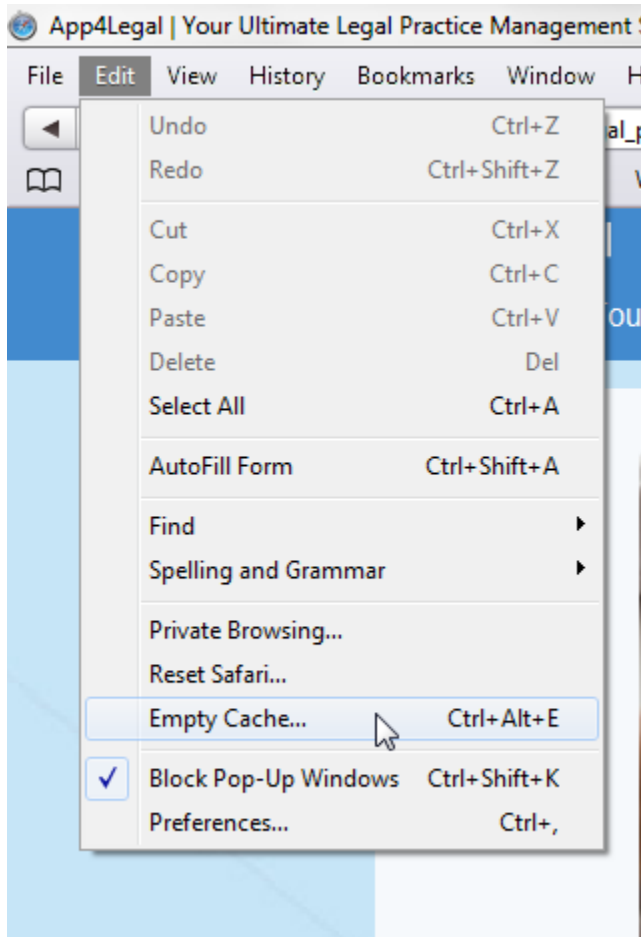 App4Legal | Your Ultimate Legal Practice Management
File Edit View History Bookmarks Window
Undo Ctrl+Z
Redo Ctrl+Shift+Z
Cut Ctrl+X
Copy Ctrl+C
Paste Ctrl+V
Delete Del
Select All Ctrl+A
AutoFill Form Ctrl+Shift+A
Find
Spelling and Grammar
Private Browsing...
Reset Safari...
Empty Cache... Ctrl+Alt+E
Block Pop-Up Windows Ctrl+Shift+K
Preferences... Ctrl+,